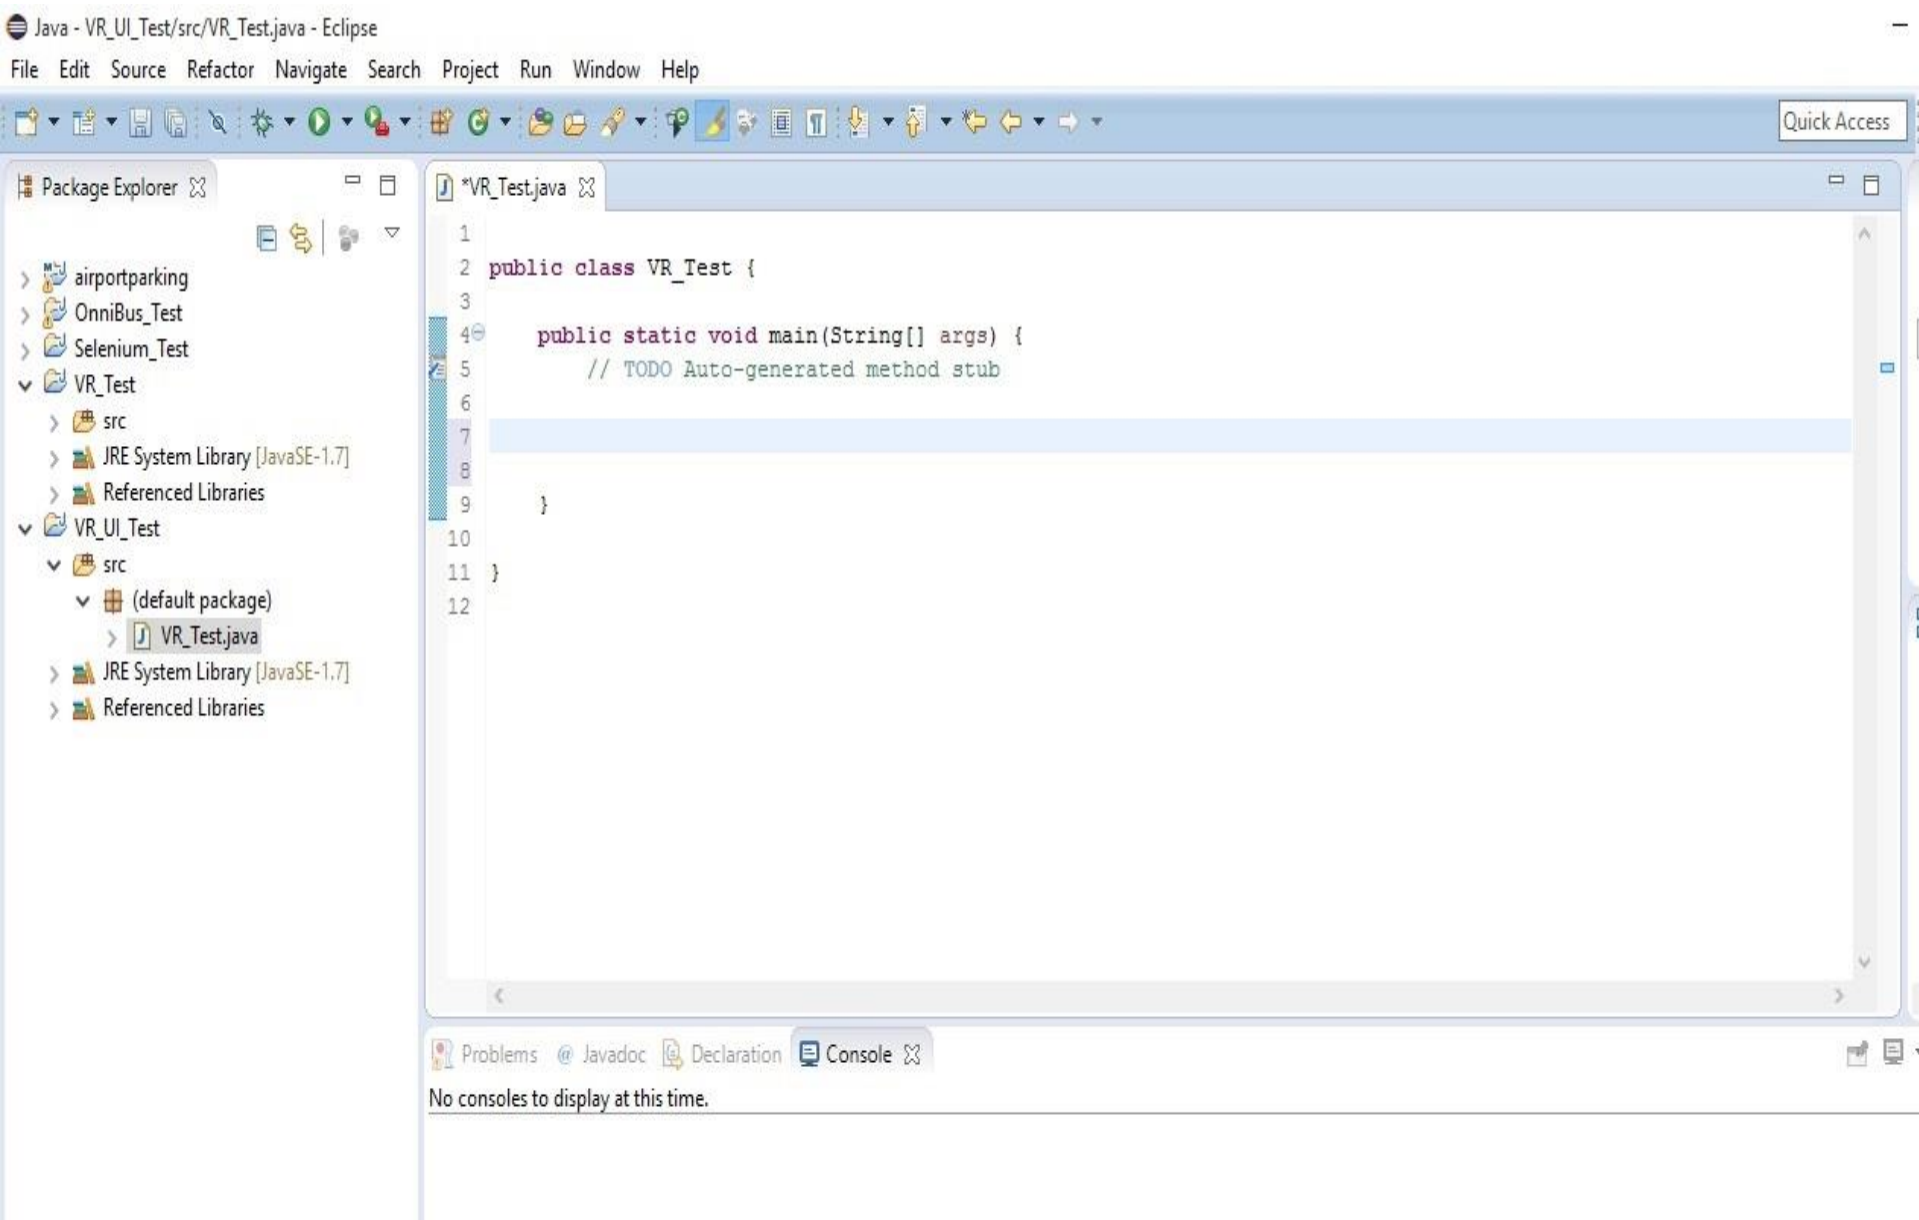 Java - VR_UI_Test/src/VR_Test.java - Eclipse
File Edit Source Refactor Navigate Search Project Run Window Help
Quick Access
Package Explorer
airportparking
OnniBus_Test
Selenium_Test
VR_Test
src
JRE System Library [JavaSE-1.7]
Referenced Libraries
VR_UI_Test
src
(default package)
VR_Test.java
JRE System Library [JavaSE-1.7]
Referenced Libraries
*VR_Test.java
1
2 public class VR_Test {
3
4 public static void main(String[] args) {
5 // TODO Auto-generated method stub
6
7
8
9 }
10
11 }
12
Problems @ Javadoc Declaration Console
No consoles to display at this time.